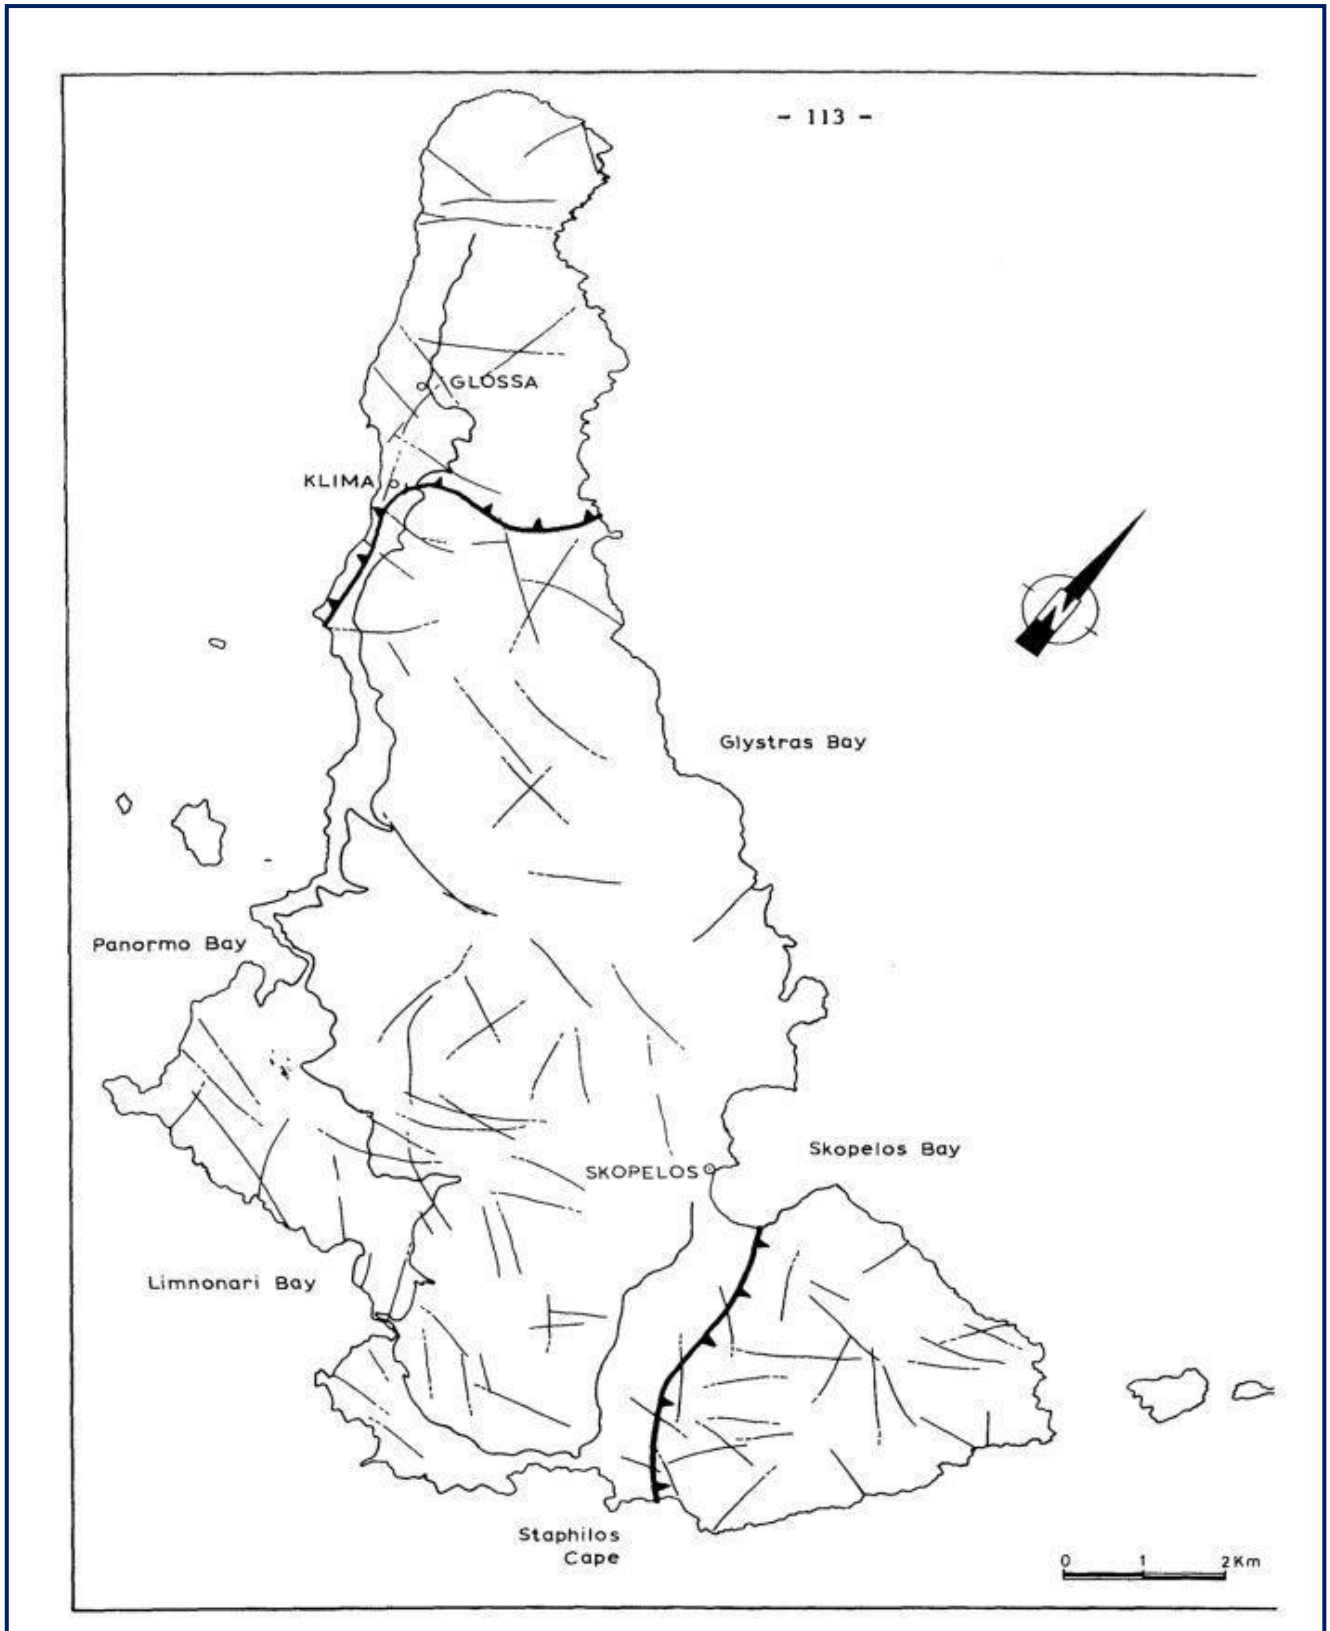 - 113 -
GLOSSA
KLIMA
N
Glystras Bay
Panormo Bay
Skopelos Bay
SKOPELOS
Limnonari Bay
Staphilos
Cape
0 1 2 Km